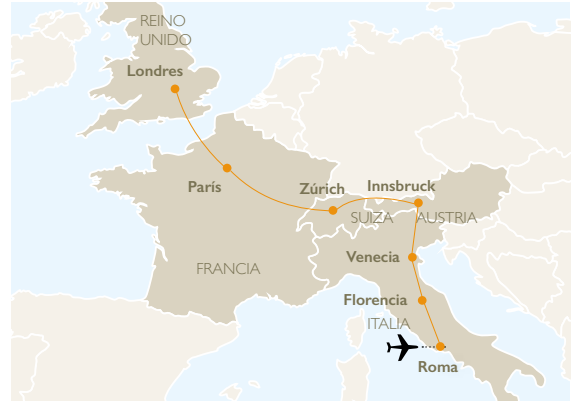 REINO
UNIDO
Londres
París
Zúrich
Innsbruck
SUIZA
AUSTRIA
FRANCIA
Venecia
Florencia
ITALIA
Roma